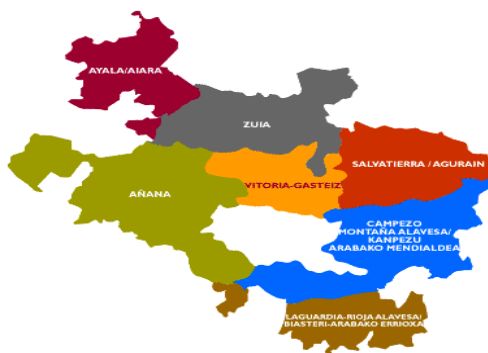 AYALA/AIARA
ZUIA
SALVATIERRA / AGURAIN
AÑANA
VITORIA-GASTEIZ
CAMPEZO
MONTAÑA ALAVESA/
KANPEZU
ARABAKO MENDIALDEA
LAGUARDIA-RIOJA ALAVESA/
BIASTERI-ARABAKO ERRIOXA